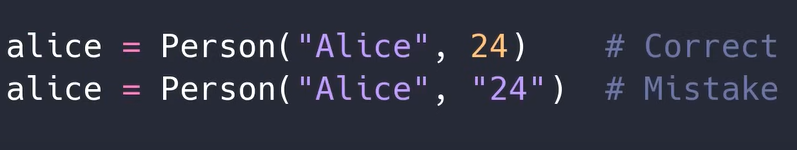 alice = Person("Alice", 24)    # Correct
alice = Person("Alice", "24")  # Mistake